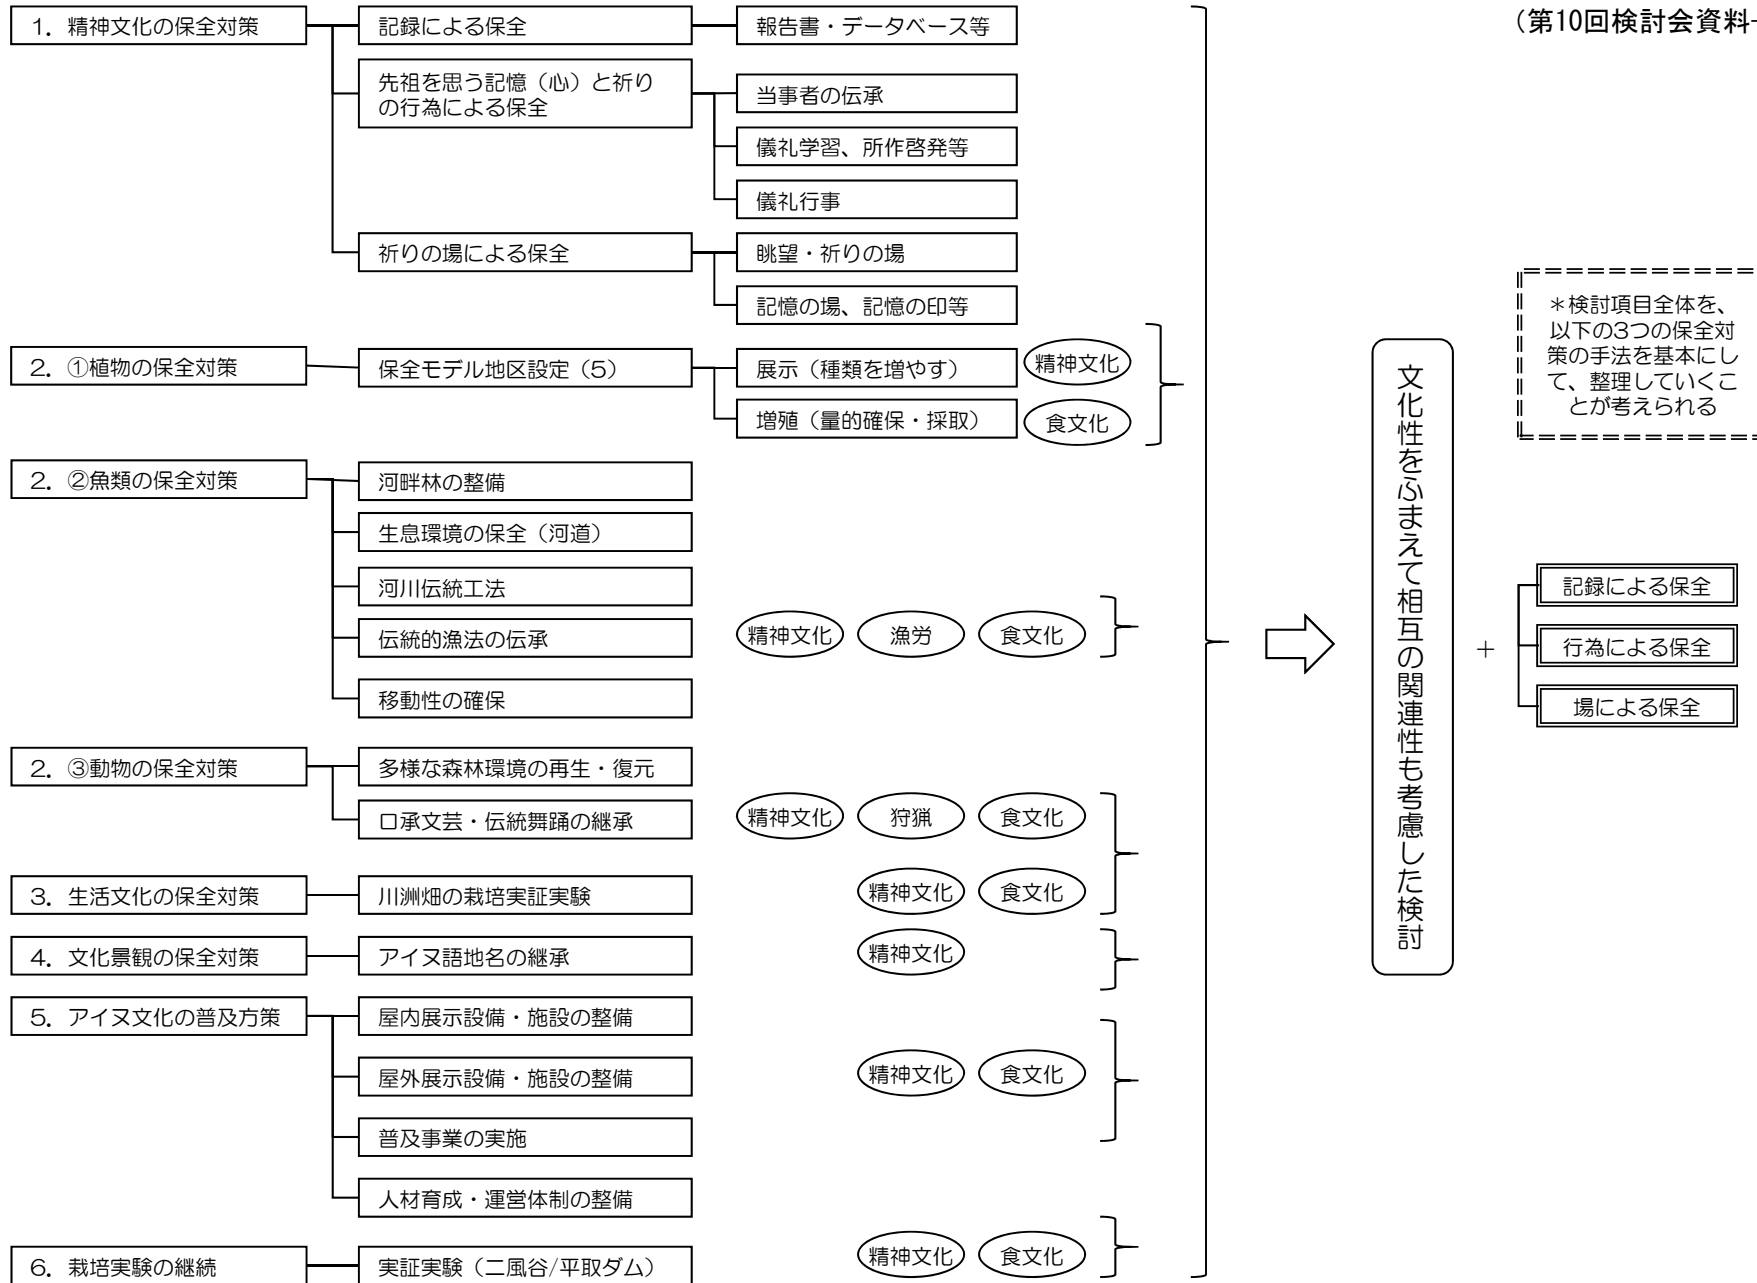 （第10回検討会資料
1．精神文化の保全対策
記録による保全
報告書・データベース等
先祖を思う記憶（心）と祈り
の行為による保全
当事者の伝承
儀礼学習、所作啓発等
儀礼行事
祈りの場による保全
眺望・祈りの場
記憶の場、記憶の印等
2．①植物の保全対策
保全モデル地区設定（5）
展示（種類を増やす）
精神文化
増殖（量的確保・採取）
食文化
2．②魚類の保全対策
河畔林の整備
生息環境の保全（河道）
河川伝統工法
伝統的漁法の伝承
精神文化
漁労
食文化
移動性の確保
2．③動物の保全対策
多様な森林環境の再生・復元
口承文芸・伝統舞踊の継承
精神文化
狩猟
食文化
3．生活文化の保全対策
川洲畑の栽培実証実験
精神文化
食文化
4．文化景観の保全対策
アイヌ語地名の継承
精神文化
5．アイヌ文化の普及方策
屋内展示設備・施設の整備
屋外展示設備・施設の整備
精神文化
食文化
普及事業の実施
人材育成・運営体制の整備
6．栽培実験の継続
実証実験（二風谷/平取ダム）
精神文化
食文化
文化性をふまえて相互の関連性も考慮した検討
＊検討項目全体を、
以下の3つの保全対
策の手法を基本にし
て、整理していくこ
とが考えられる
＋
記録による保全
行為による保全
場による保全